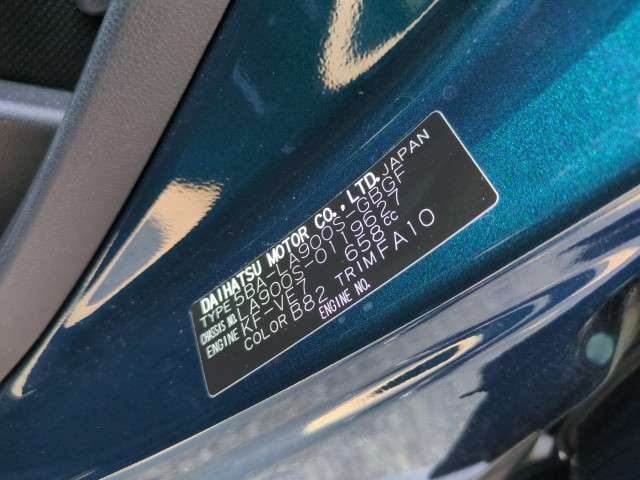 DAIHATSU MOTOR CO.,LTD. JAPAN
TYPE 5BA-LA900S-GBGF
CHASSIS NO. LA900S-0119627
ENGINE KF-VE7 .658cc
COLOR B82 TRIM FA10
ENGINE NO.